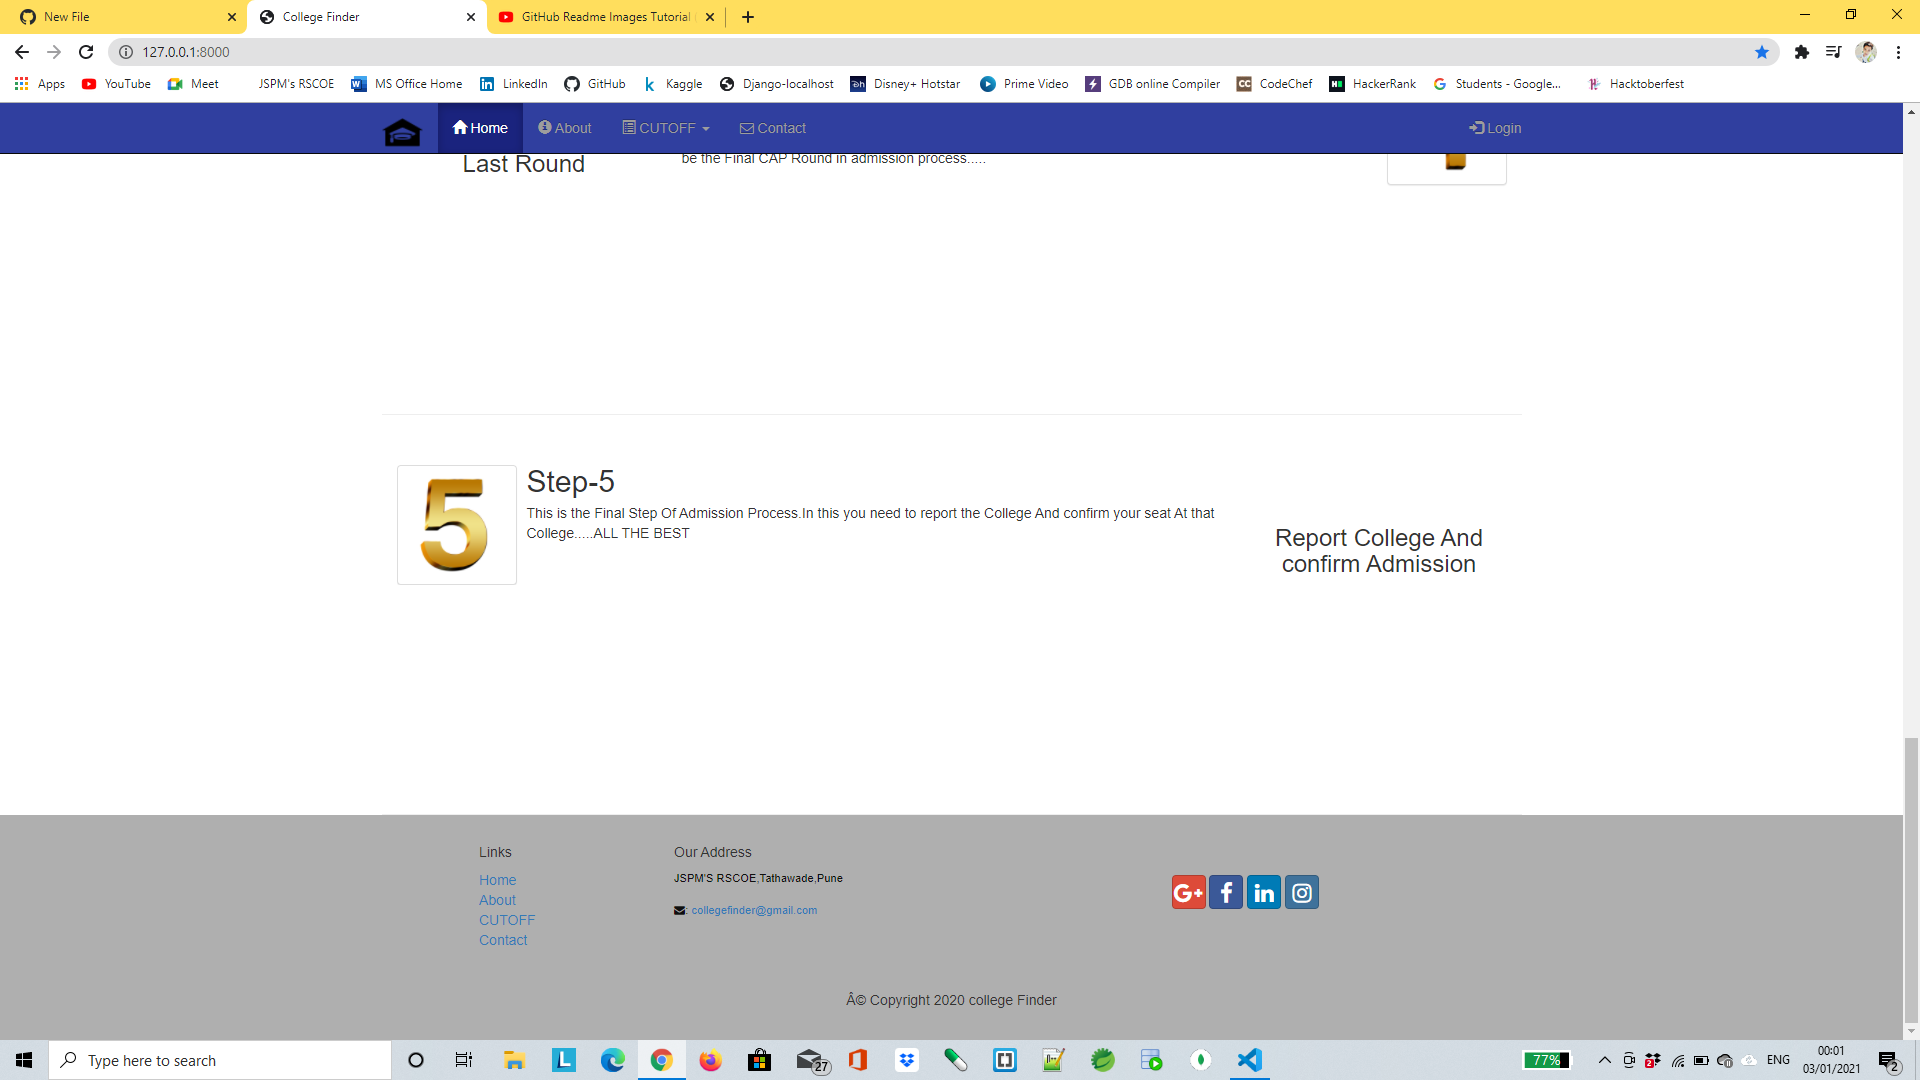 New File
College Finder
GitHub Readme Images Tutorial
127.0.0.1:8000
Apps
YouTube
Meet
JSPM's RSCOE
MS Office Home
LinkedIn
GitHub
Kaggle
Django-localhost
Disney+ Hotstar
Prime Video
GDB online Compiler
CodeChef
HackerRank
Students - Google...
Hacktoberfest
Home
About
CUTOFF
Contact
Login
Last Round
be the Final CAP Round in admission process.....
5
Step-5
This is the Final Step Of Admission Process.In this you need to report the College And confirm your seat At that
College.....ALL THE BEST
Report College And
confirm Admission
Links
Home
About
CUTOFF
Contact
Our Address
JSPM'S RSCOE,Tathawade,Pune
: collegefinder@gmail.com
G+
f
in
Â© Copyright 2020 college Finder
Type here to search
L
27
77%
2
ENG
00:01
03/01/2021
2